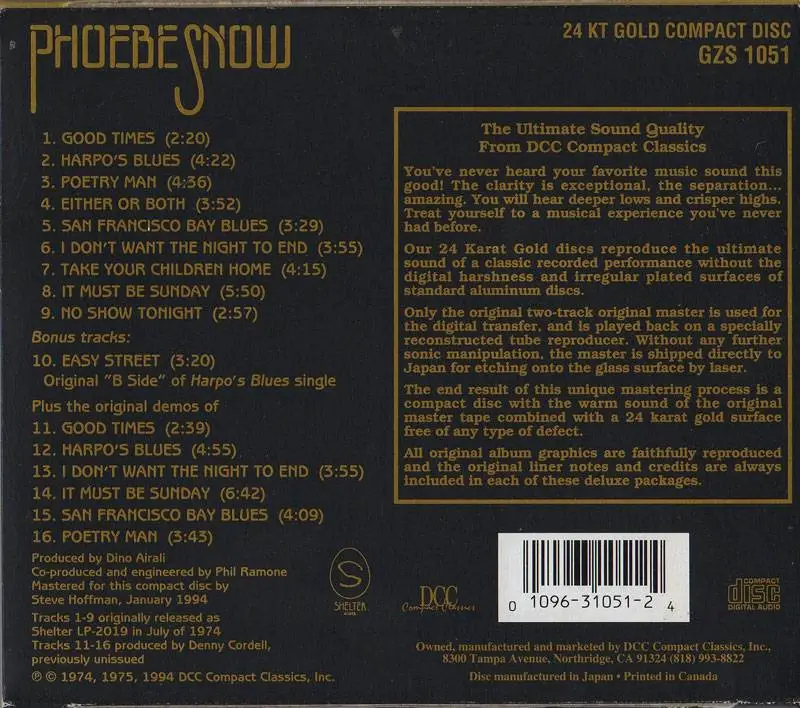 PHOEBE SNOW
24 KT GOLD COMPACT DISC
GZS 1051
1. GOOD TIMES (2:20)
2. HARPO'S BLUES (4:22)
3. POETRY MAN (4:36)
4. EITHER OR BOTH (3:52)
5. SAN FRANCISCO BAY BLUES (3:29)
6. I DON'T WANT THE NIGHT TO END (3:55)
7. TAKE YOUR CHILDREN HOME (4:15)
8. IT MUST BE SUNDAY (5:50)
9. NO SHOW TONIGHT (2:57)
Bonus tracks:
10. EASY STREET (3:20)
Original "B Side" of Harpo's Blues single
Plus the original demos of
11. GOOD TIMES (2:39)
12. HARPO'S BLUES (4:55)
13. I DON'T WANT THE NIGHT TO END (3:55)
14. IT MUST BE SUNDAY (6:42)
15. SAN FRANCISCO BAY BLUES (4:09)
16. POETRY MAN (3:43)
Produced by Dino Airali
Co-produced and engineered by Phil Ramone
Mastered for this compact disc by
Steve Hoffman, January 1994
Tracks 1-9 originally released as
Shelter LP-2019 in July of 1974
Tracks 11-16 produced by Denny Cordell,
previously unissued
℗ © 1974, 1975, 1994 DCC Compact Classics, Inc.
The Ultimate Sound Quality
From DCC Compact Classics
You've never heard your favorite music sound this
good! The clarity is exceptional, the separation...
amazing. You will hear deeper lows and crisper highs.
Treat yourself to a musical experience you've never
had before.
Our 24 Karat Gold discs reproduce the ultimate
sound of a classic recorded performance without the
digital harshness and irregular plated surfaces of
standard aluminum discs.
Only the original two-track original master is used for
the digital transfer, and is played back on a specially
reconstructed tube reproducer. Without any further
sonic manipulation, the master is shipped directly to
Japan for etching onto the glass surface by laser.
The end result of this unique mastering process is a
compact disc with the warm sound of the original
master tape combined with a 24 karat gold surface
free of any type of defect.
All original album graphics are faithfully reproduced
and the original liner notes and credits are always
included in each of these deluxe packages.
S
SHELTER
DCC
Compact Classics
0 1096-31051-2 4
COMPACT
disc
DIGITAL AUDIO
Owned, manufactured and marketed by DCC Compact Classics, Inc.,
8300 Tampa Avenue, Northridge, CA 91324 (818) 993-8822
Disc manufactured in Japan • Printed in Canada